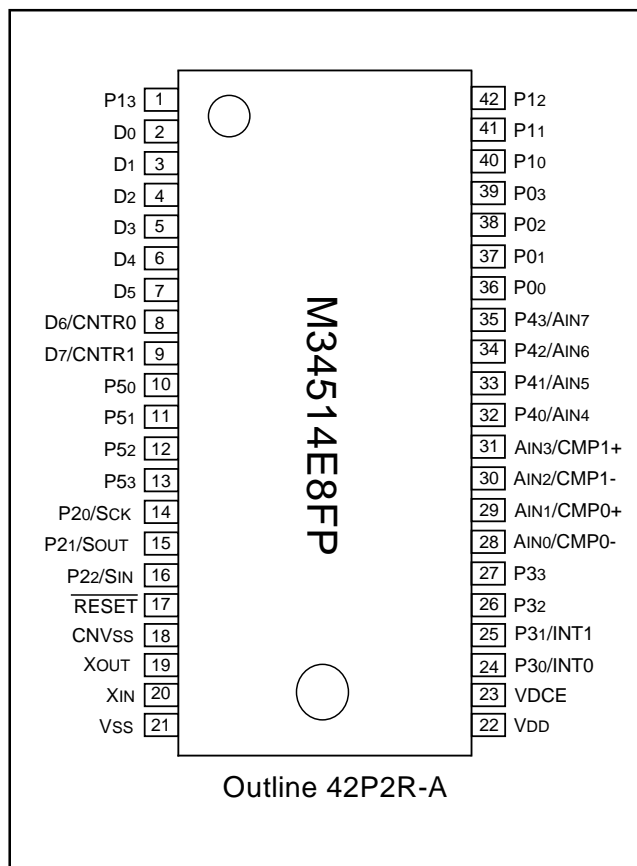 P13 1
D0 2
D1 3
D2 4
D3 5
D4 6
D5 7
D6/CNTR0 8
D7/CNTR1 9
P50 10
P51 11
P52 12
P53 13
P20/SCK 14
P21/SOUT 15
P22/SIN 16
RESET 17
CNVSS 18
XOUT 19
XIN 20
VSS 21
M34514E8FP
42 P12
41 P11
40 P10
39 P03
38 P02
37 P01
36 P00
35 P43/AIN7
34 P42/AIN6
33 P41/AIN5
32 P40/AIN4
31 AIN3/CMP1+
30 AIN2/CMP1-
29 AIN1/CMP0+
28 AIN0/CMP0-
27 P33
26 P32
25 P31/INT1
24 P30/INT0
23 VDCE
22 VDD
Outline 42P2R-A